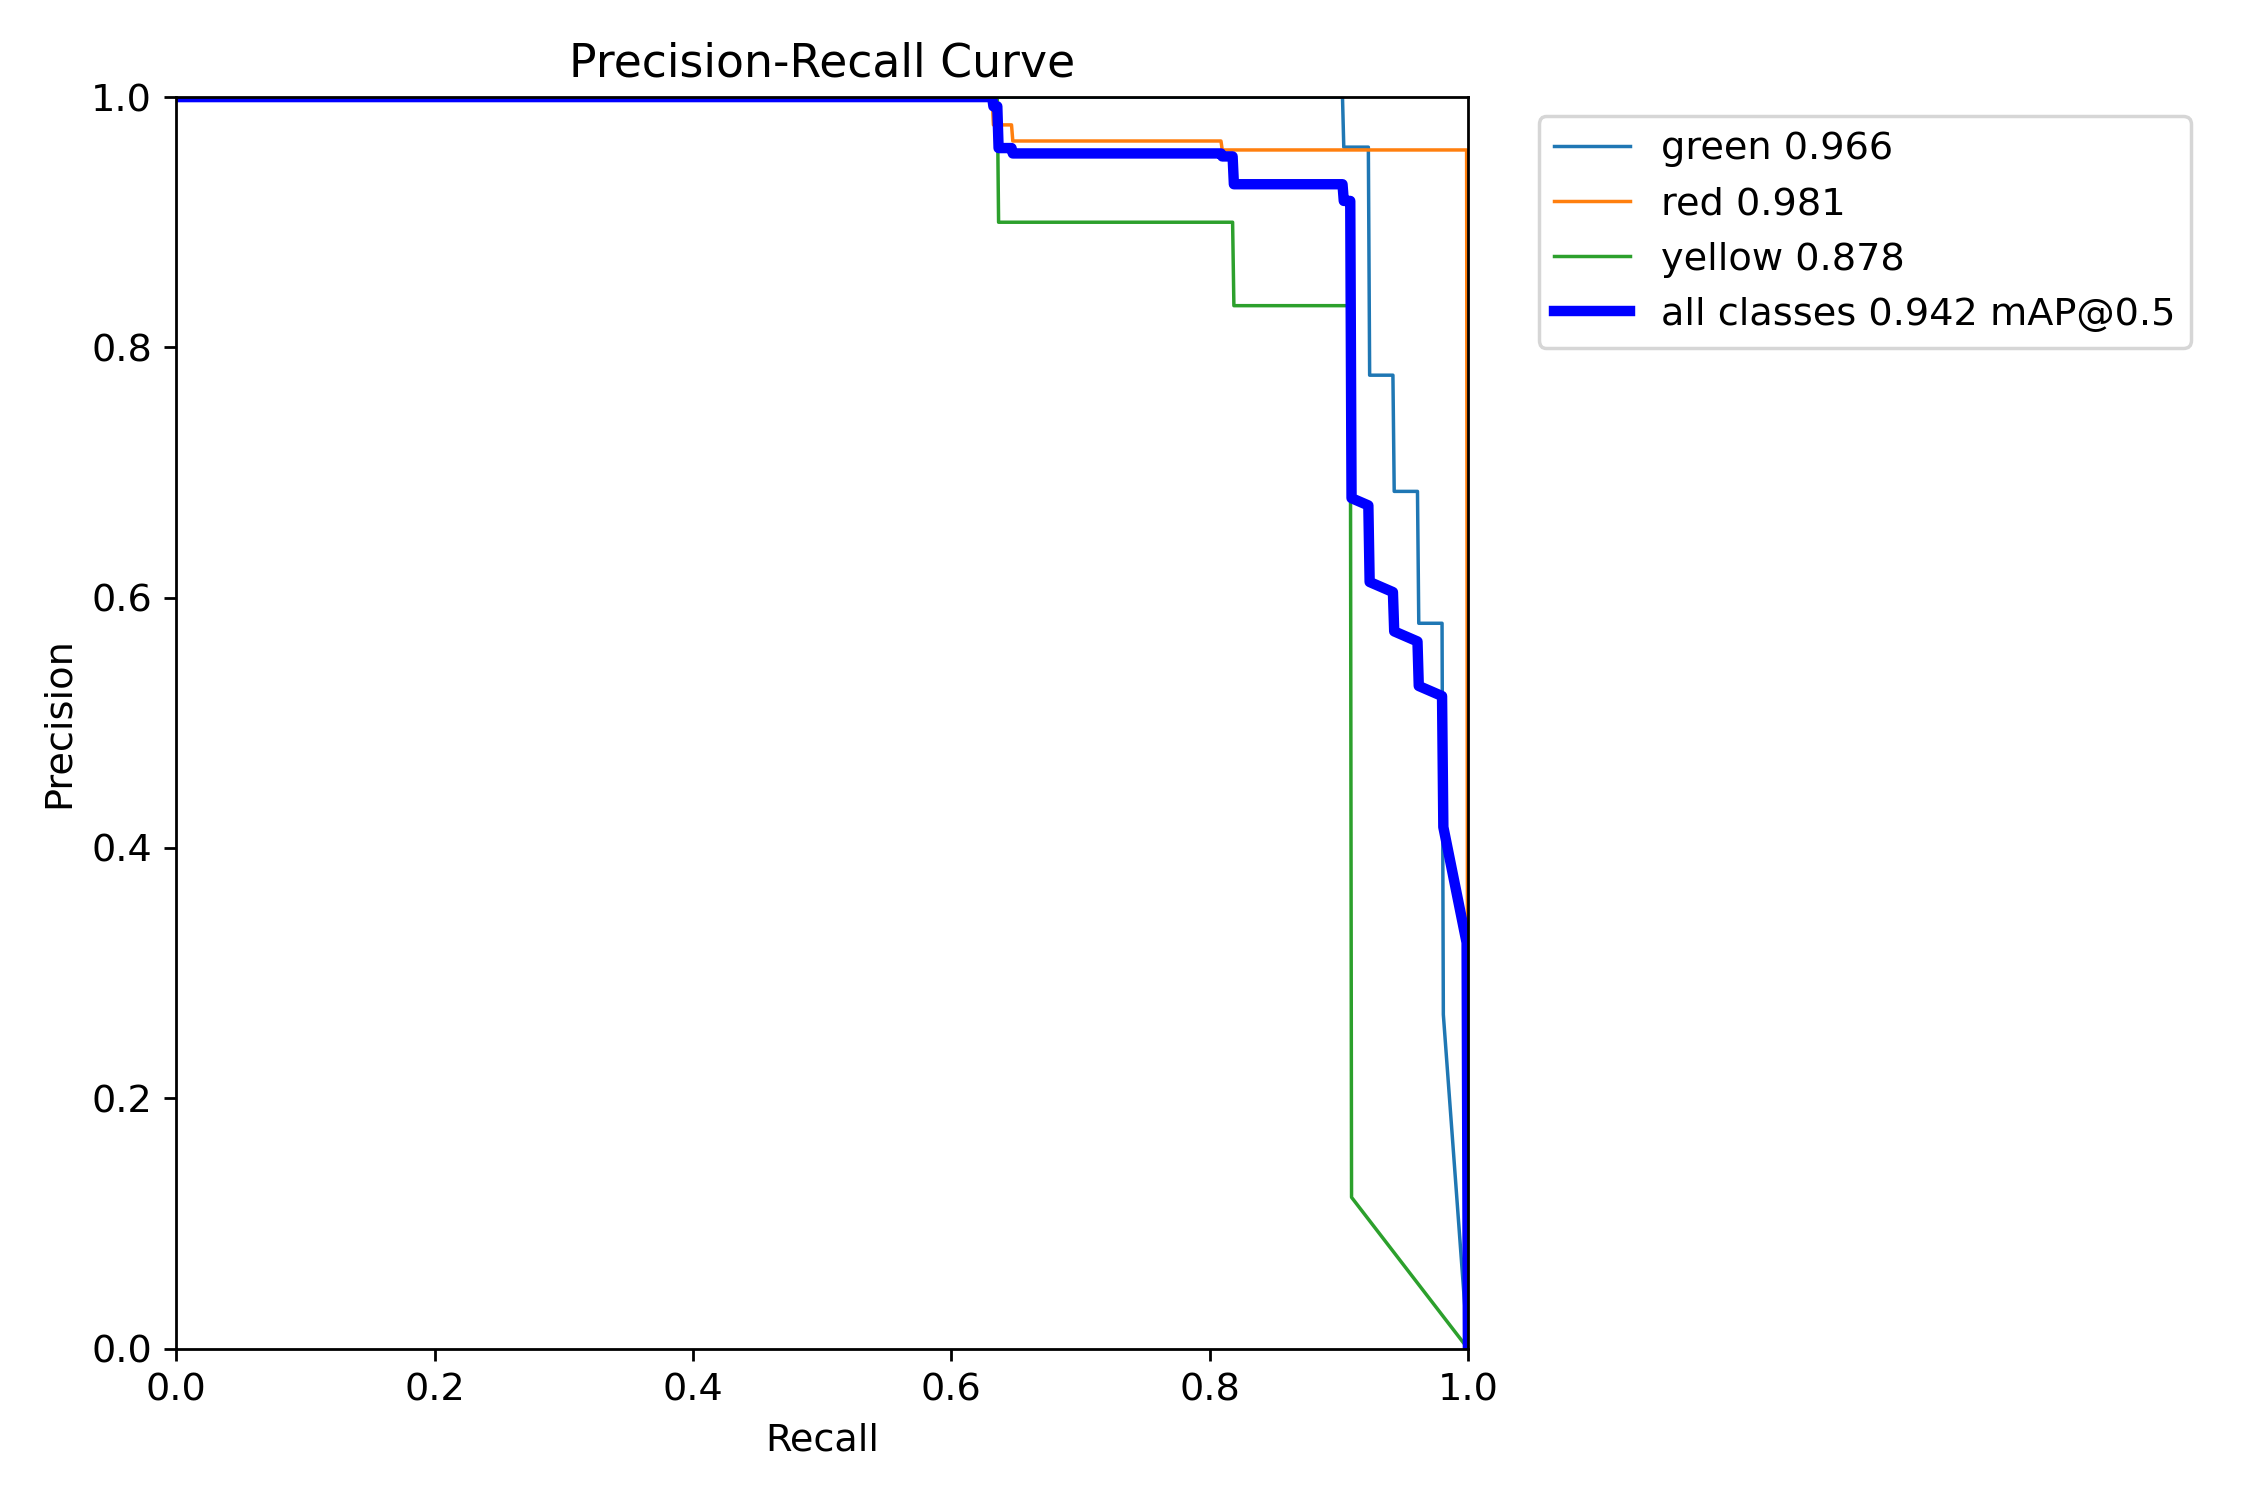 Precision-Recall Curve
1.0
0.8
0.6
0.4
0.2
0.0
Precision
0.0 0.2 0.4 0.6 0.8 1.0
Recall
green 0.966
red 0.981
yellow 0.878
all classes 0.942 mAP@0.5